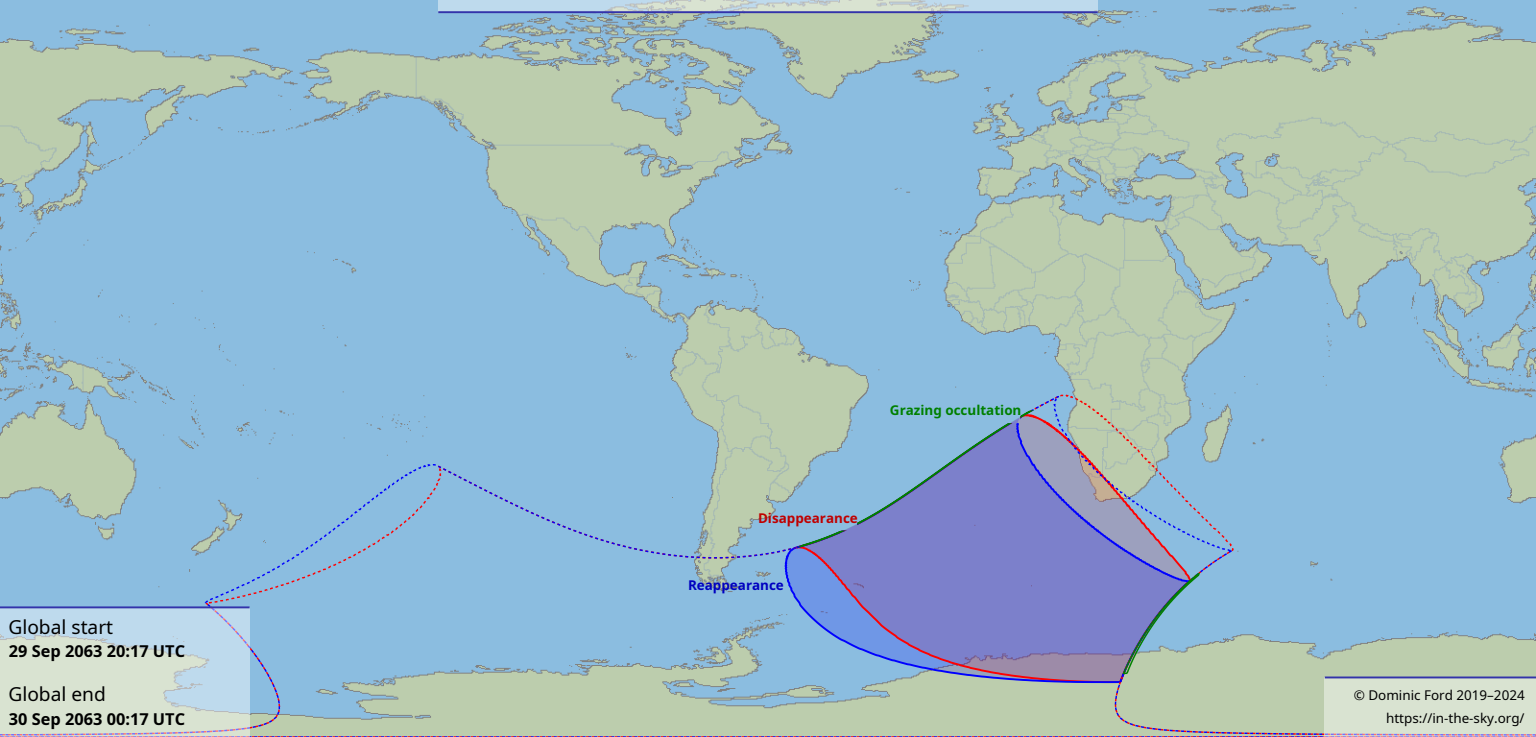 Grazing occultation
Disappearance
Reappearance
Global start
29 Sep 2063 20:17 UTC
Global end
30 Sep 2063 00:17 UTC
© Dominic Ford 2019–2024
https://in-the-sky.org/